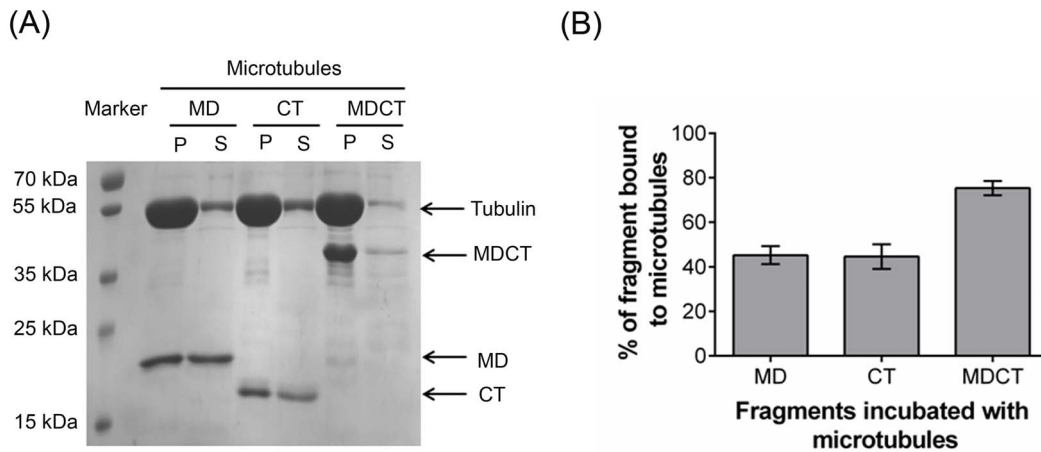 (A)
Microtubules
Marker MD CT MDCT
P S P S P S
70 kDa
55 kDa
Tubulin
MDCT
35 kDa
25 kDa
MD
CT
15 kDa
(B)
% of fragment bound
to microtubules
100
80
60
40
20
0
MD CT MDCT
Fragments incubated with
microtubules